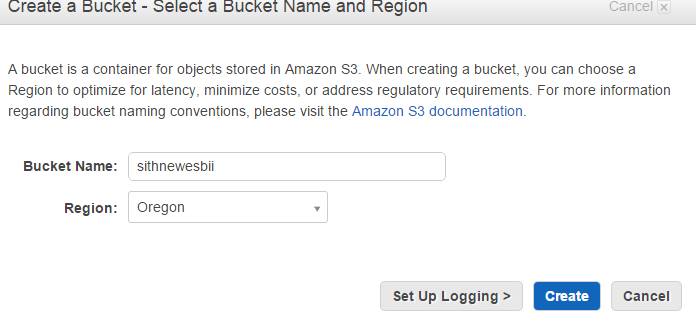 Create a Bucket - Select a Bucket Name and Region Cancel x
A bucket is a container for objects stored in Amazon S3. When creating a bucket, you can choose a
Region to optimize for latency, minimize costs, or address regulatory requirements. For more information
regarding bucket naming conventions, please visit the Amazon S3 documentation.
Bucket Name: sithnewesbii
Region: Oregon
Set Up Logging > Create Cancel